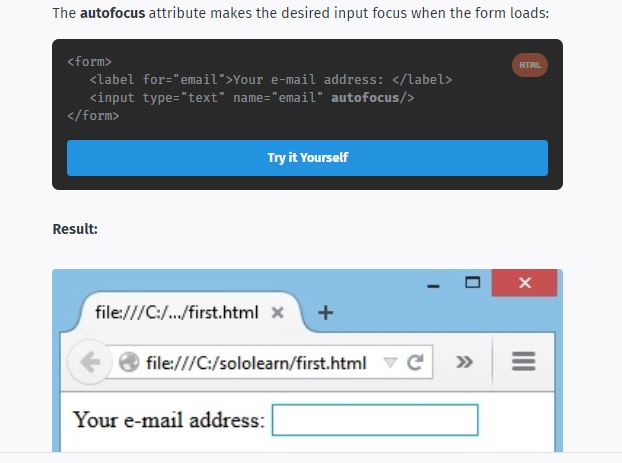 The autofocus attribute makes the desired input focus when the form loads:
<form>
HTML
<label for="email">Your e-mail address: </label>
<input type="text" name="email" autofocus/>
</form>
Try it Yourself
Result:
file:///C:/.../first.html
file:///C:/sololearn/first.html
Your e-mail address: